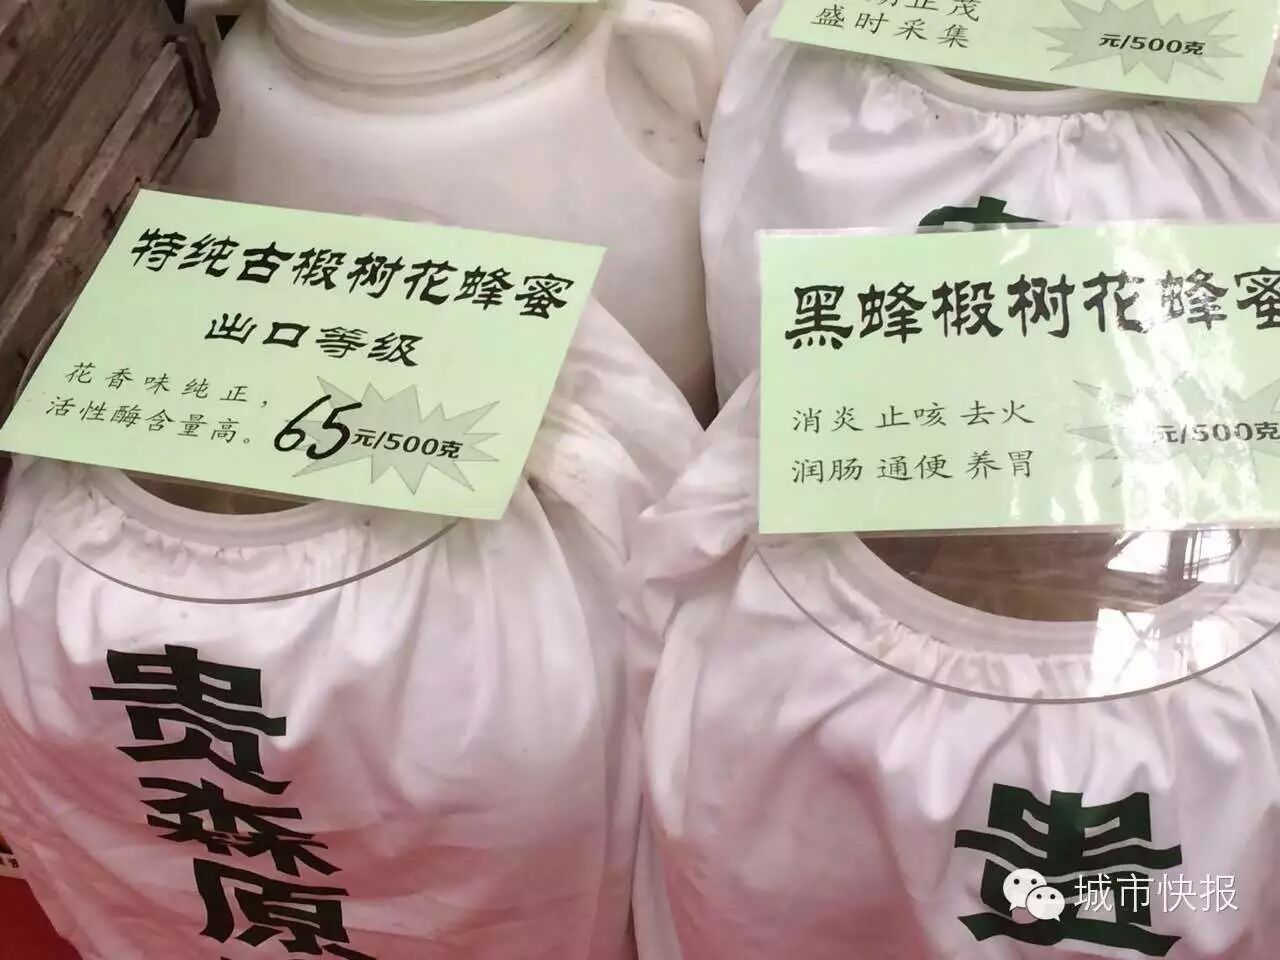 盛时采集
元/500克
特纯古椴树花蜂蜜
出口等级
花香味纯正，
活性酶含量高。
65元/500克
黑蜂椴树花蜂蜜
消炎 止咳 去火
润肠 通便 养胃
元/500克
贵森原
贵
城市快报